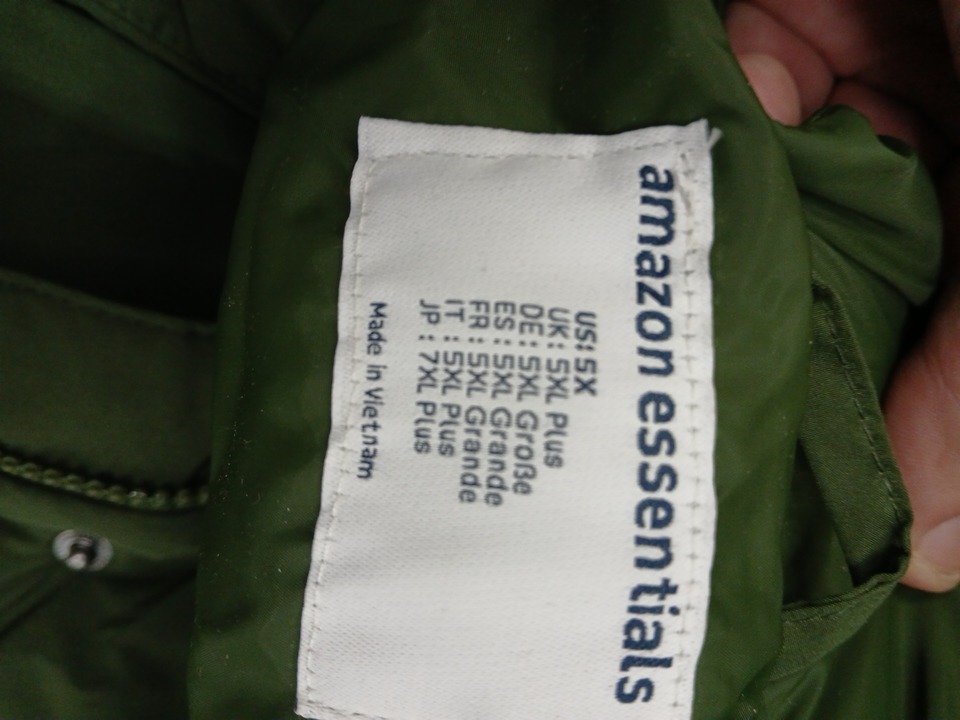 amazon essentials
US: 5X
UK: 5XL Plus
DE: 5XL Große
ES: 5XL Grande
FR: 5XL Grande
IT : 5XL Plus
JP : 7XL Plus
Made in Vietnam